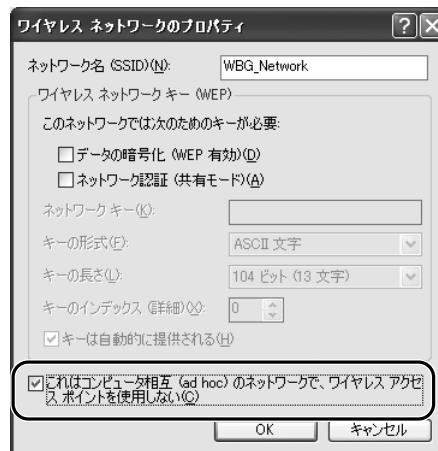 ワイヤレス ネットワークのプロパティ
ネットワーク名 (SSID)(N):
WBG_Network
ワイヤレス ネットワーク キー (WEP)
このネットワークでは次のためのキーが必要:
データの暗号化 (WEP 有効)(D)
ネットワーク認証 (共有モード)(A)
ネットワーク キー(K):
キーの形式(F):
ASCII 文字
キーの長さ(L):
104 ビット (13 文字)
キーのインデックス (詳細)(X):
0
キーは自動的に提供される(H)
これはコンピュータ相互 (ad hoc) のネットワークで、ワイヤレス アクセ
ス ポイントを使用しない(C)
OK
キャンセル